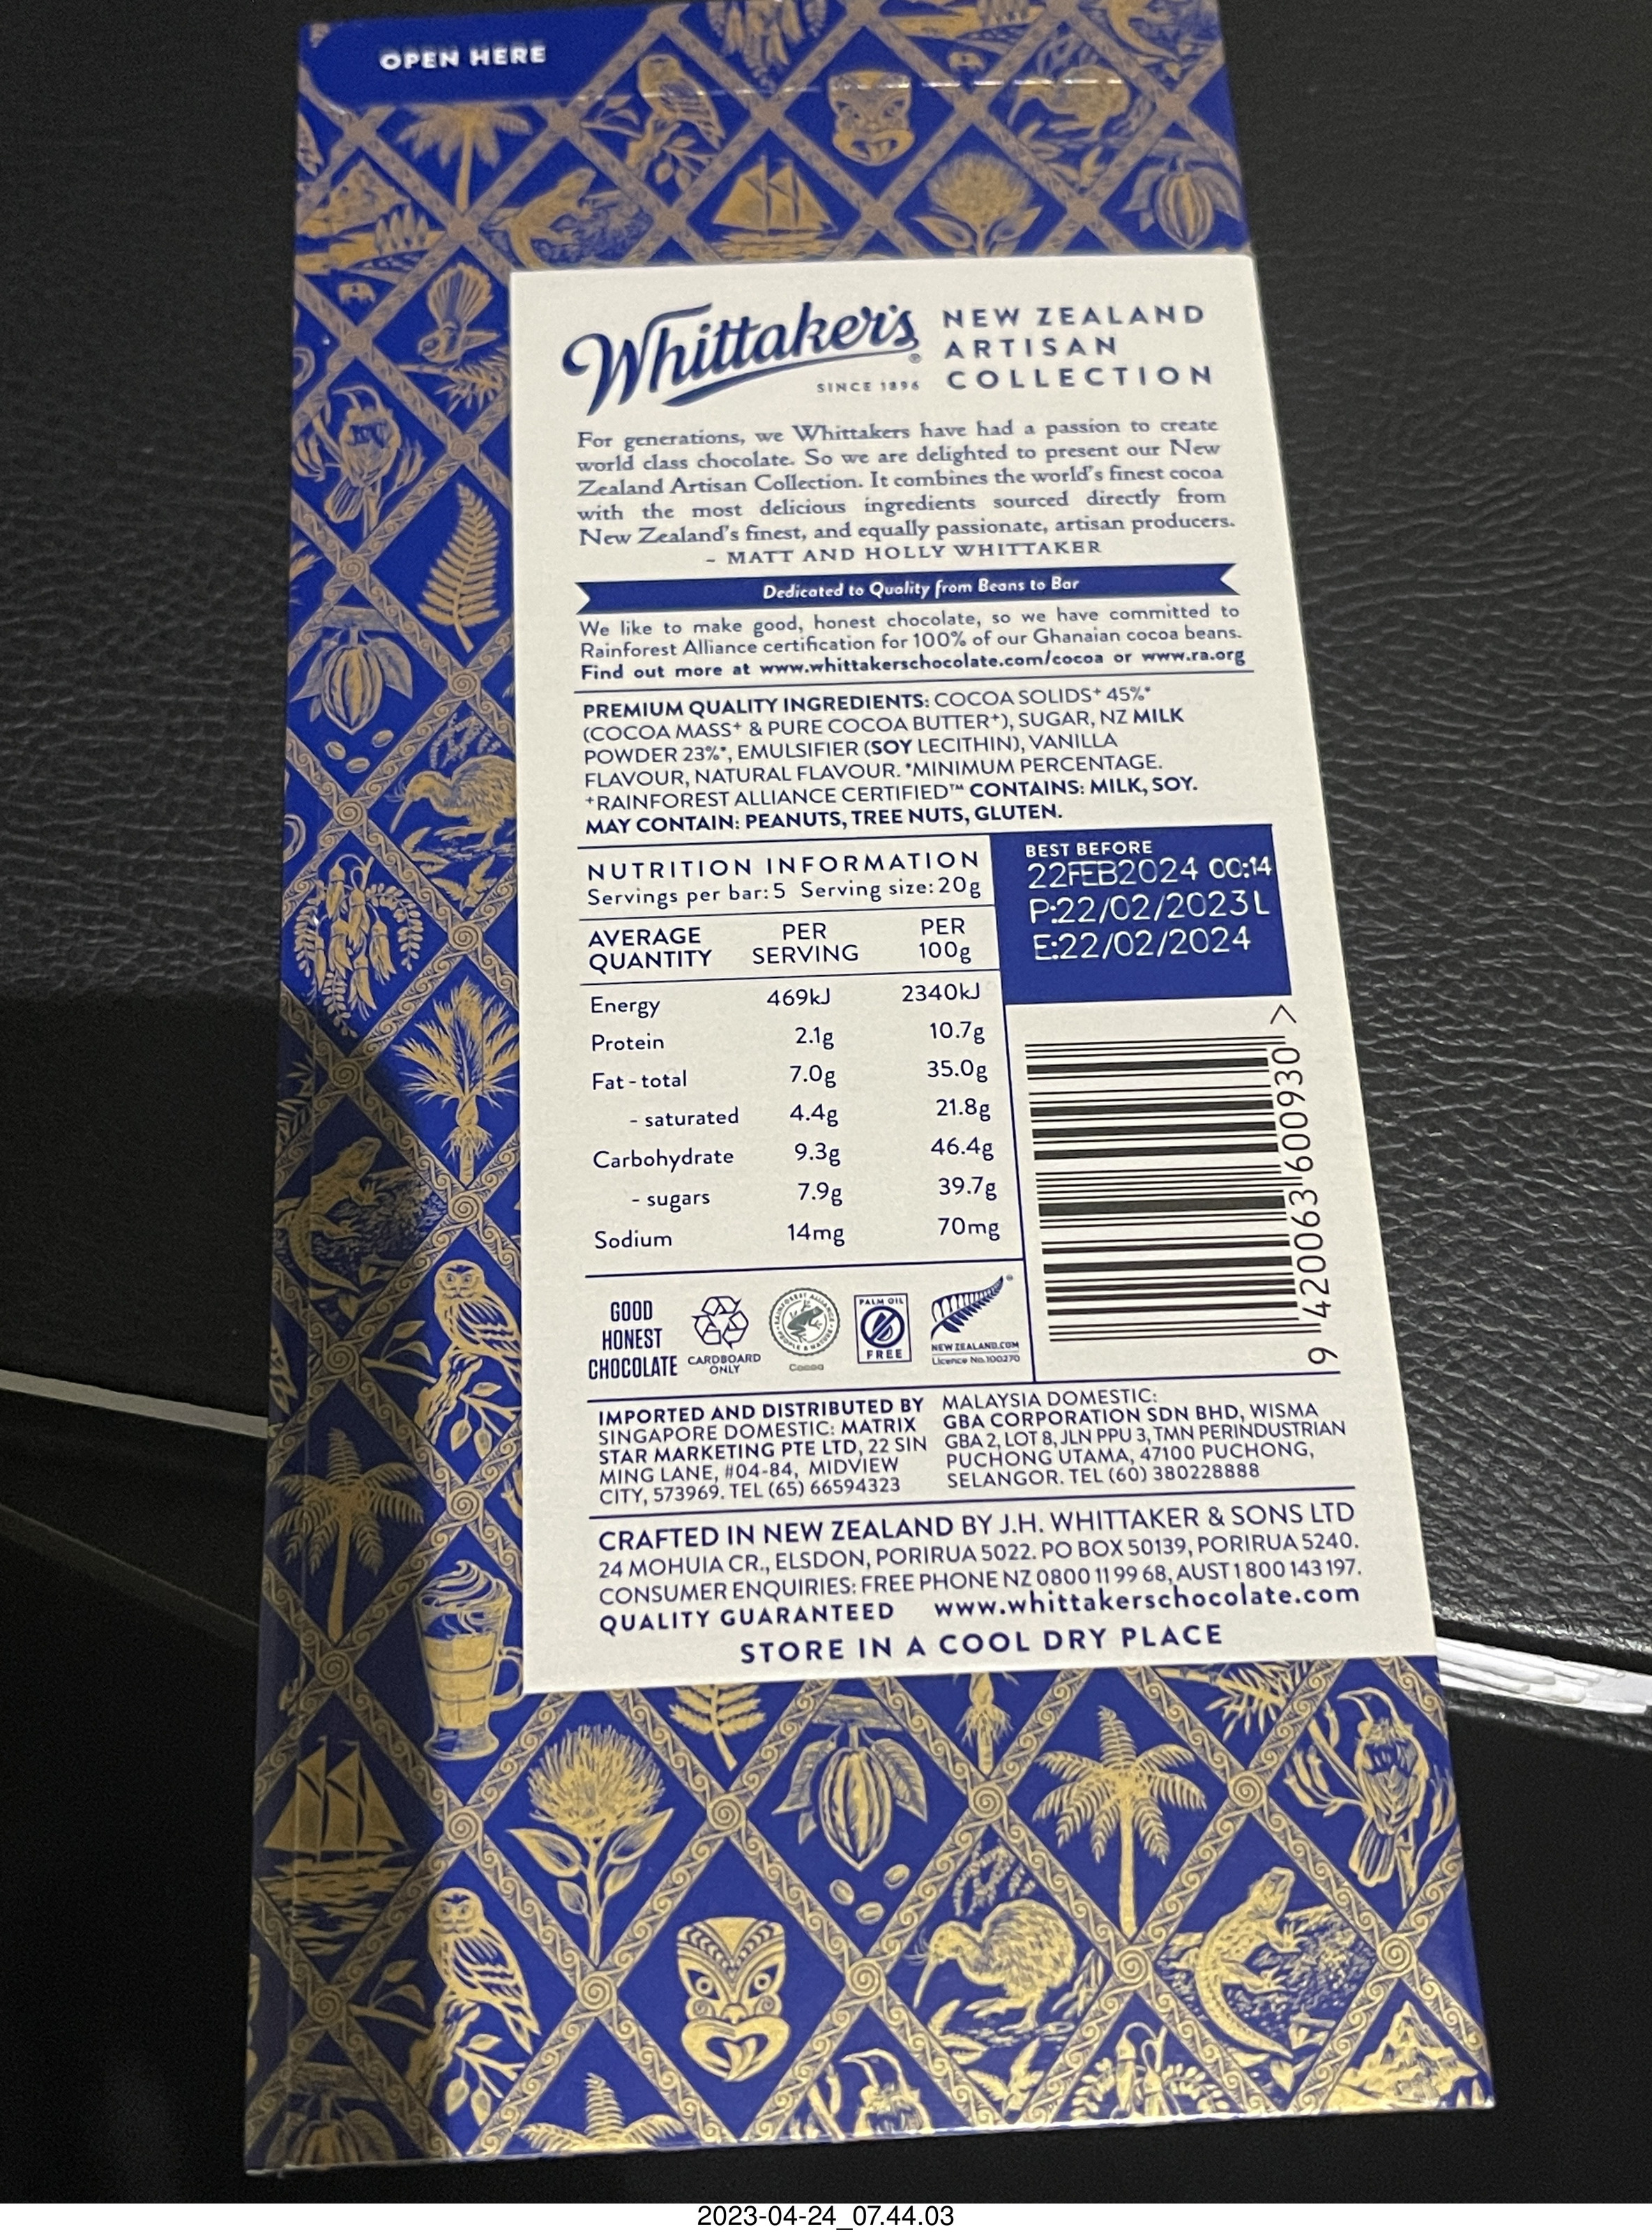 OPEN HERE
Whittaker's
®
SINCE 1896
NEW ZEALAND
ARTISAN
COLLECTION
For generations, we Whittakers have had a passion to create
world class chocolate. So we are delighted to present our New
Zealand Artisan Collection. It combines the world's finest cocoa
with the most delicious ingredients sourced directly from
New Zealand's finest, and equally passionate, artisan producers.
- MATT AND HOLLY WHITTAKER
Dedicated to Quality from Beans to Bar
We like to make good, honest chocolate, so we have committed to
Rainforest Alliance certification for 100% of our Ghanaian cocoa beans.
Find out more at www.whittakerschocolate.com/cocoa or www.ra.org
PREMIUM QUALITY INGREDIENTS: COCOA SOLIDS⁺ 45%*
(COCOA MASS⁺ & PURE COCOA BUTTER⁺), SUGAR, NZ MILK
POWDER 23%*, EMULSIFIER (SOY LECITHIN), VANILLA
FLAVOUR, NATURAL FLAVOUR. *MINIMUM PERCENTAGE.
⁺RAINFOREST ALLIANCE CERTIFIED™ CONTAINS: MILK, SOY.
MAY CONTAIN: PEANUTS, TREE NUTS, GLUTEN.
NUTRITION INFORMATION
Servings per bar: 5 Serving size: 20g
AVERAGE QUANTITY PER SERVING PER 100g
Energy 469kJ 2340kJ
Protein 2.1g 10.7g
Fat - total 7.0g 35.0g
- saturated 4.4g 21.8g
Carbohydrate 9.3g 46.4g
- sugars 7.9g 39.7g
Sodium 14mg 70mg
BEST BEFORE
22FEB2024 00:14
P:22/02/2023L
E:22/02/2024
9 420063 600930 >
GOOD
HONEST
CHOCOLATE
CARDBOARD
ONLY
RAINFOREST ALLIANCE
PEOPLE & NATURE
Cocoa
PALM OIL
FREE
NEWZEALAND.COM
Licence No.100270
IMPORTED AND DISTRIBUTED BY
SINGAPORE DOMESTIC: MATRIX
STAR MARKETING PTE LTD, 22 SIN
MING LANE, #04-84, MIDVIEW
CITY, 573969. TEL (65) 66594323
MALAYSIA DOMESTIC:
GBA CORPORATION SDN BHD, WISMA
GBA 2, LOT 8, JLN PPU 3, TMN PERINDUSTRIAN
PUCHONG UTAMA, 47100 PUCHONG,
SELANGOR. TEL (60) 380228888
CRAFTED IN NEW ZEALAND BY J.H. WHITTAKER & SONS LTD
24 MOHUIA CR., ELSDON, PORIRUA 5022. PO BOX 50139, PORIRUA 5240.
CONSUMER ENQUIRIES: FREE PHONE NZ 0800 11 99 68, AUST 1 800 143 197.
QUALITY GUARANTEED www.whittakerschocolate.com
STORE IN A COOL DRY PLACE
2023-04-24_07.44.03